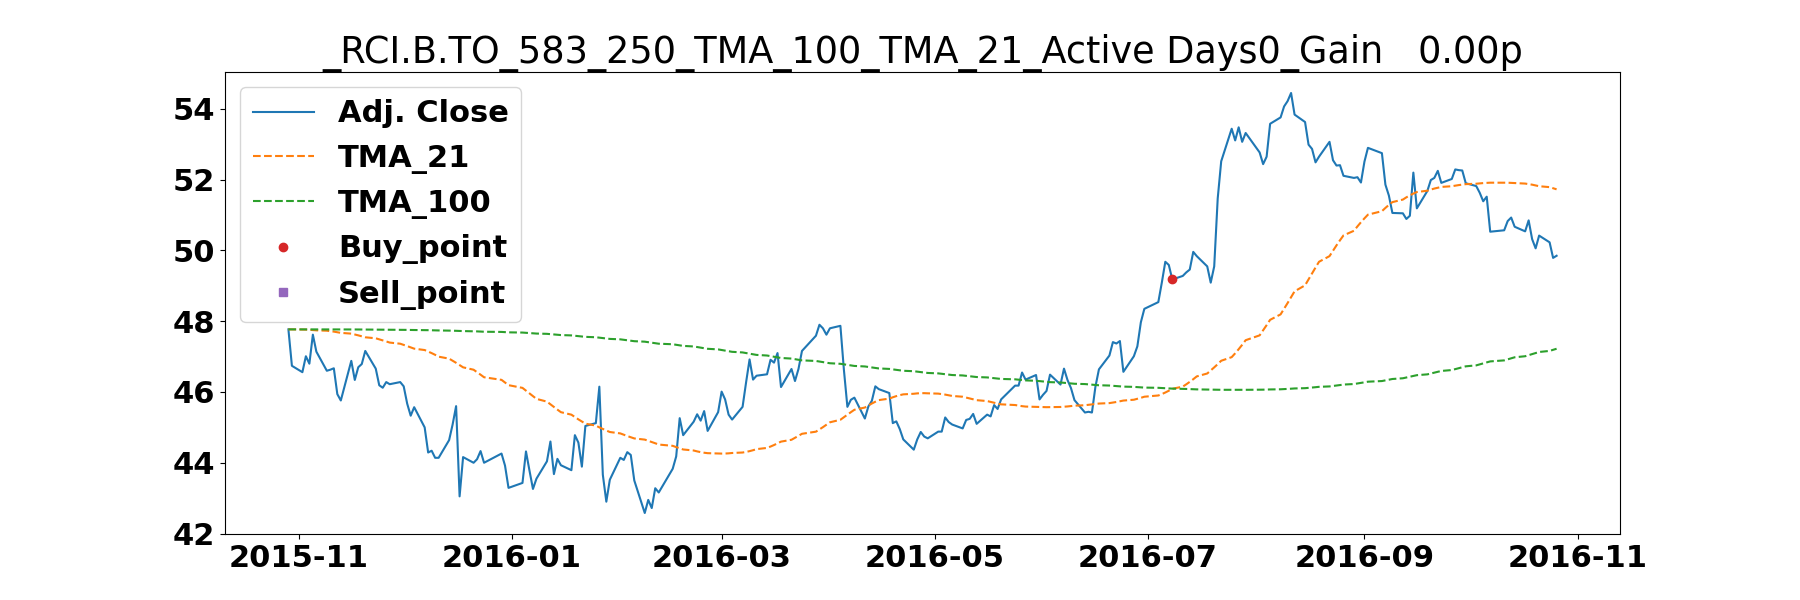 _RCI.B.TO_583_250_TMA_100_TMA_21_Active Days0_Gain   0.00p
Adj. Close
TMA_21
TMA_100
Buy_point
Sell_point
54
52
50
48
46
44
42
2015-11 2016-01 2016-03 2016-05 2016-07 2016-09 2016-11